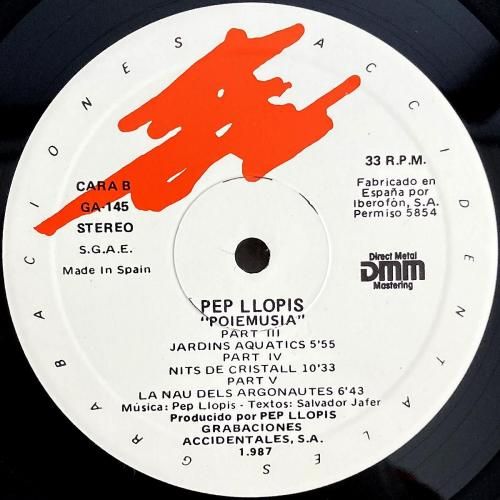 GRABACIONES ACCIDENTALES
CARA B
GA-145
STEREO
S.G.A.E.
Made In Spain
33 R.P.M.
Fabricado en
España por
Iberofón, S.A.
Permiso 5854
Direct Metal
DMM
Mastering
PEP LLOPIS
"POIEMUSIA"
PART III
JARDINS AQUATICS 5'55
PART IV
NITS DE CRISTALL 10'33
PART V
LA NAU DELS ARGONAUTES 6'43
Música: Pep Llopis - Textos: Salvador Jafer
Producido por PEP LLOPIS
GRABACIONES
ACCIDENTALES, S.A.
1.987